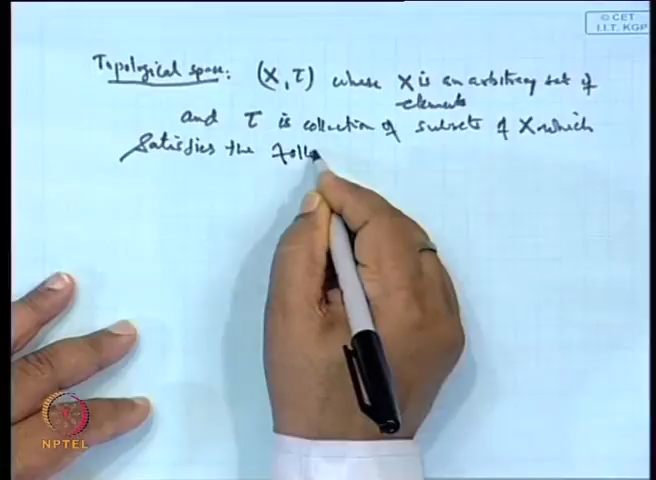 © CET
I.I.T. KGP
Topological space: (X, τ) where X is an arbitrary set of
elements
and τ is collection of subsets of X which
satisfies the foll
NPTEL